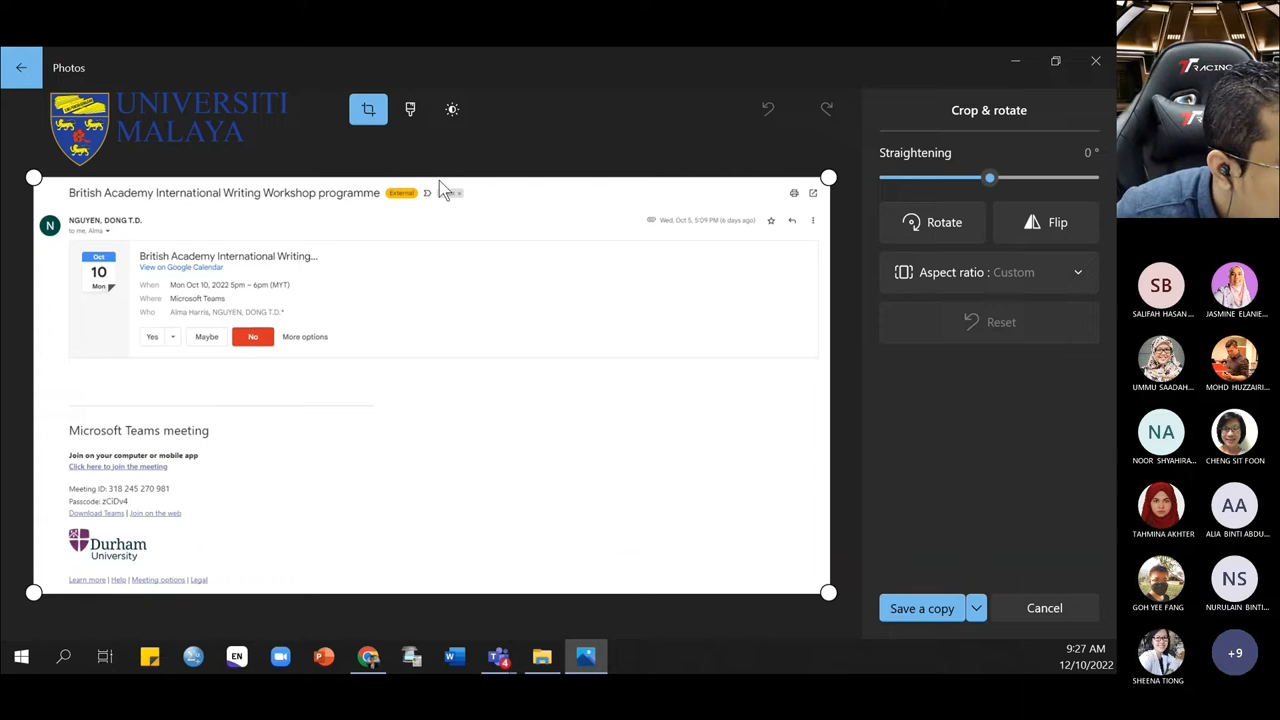 Photos
UNIVERSITI
MALAYA
British Academy International Writing Workshop programme External
N
NGUYEN, DONG T.D.
to me, Alma
Wed, Oct 5, 5:09 PM (6 days ago)
Oct
10
Mon
British Academy International Writing...
View on Google Calendar
When Mon Oct 10, 2022 5pm – 6pm (MYT)
Where Microsoft Teams
Who Alma Harris, NGUYEN, DONG T.D.*
Yes Maybe No More options
Microsoft Teams meeting
Join on your computer or mobile app
Click here to join the meeting
Meeting ID: 318 245 270 981
Passcode: zCiDv4
Download Teams | Join on the web
Durham
University
Learn more | Help | Meeting options | Legal
Crop & rotate
Straightening 0 °
Rotate Flip
Aspect ratio : Custom
Reset
Save a copy Cancel
EN
4
9:27 AM
12/10/2022
RACING
SB
SALIFAH HASAN ...
JASMINE ELANIE...
UMMU SAADAH...
MOHD HUZZAIRI...
NA
NOOR SHYAHIRA...
CHENG SIT FOON
TAHMINA AKHTER
AA
ALIA BINTI ABDU...
GOH YEE FANG
NS
NURULAIN BINTI...
SHEENA TIONG
+9